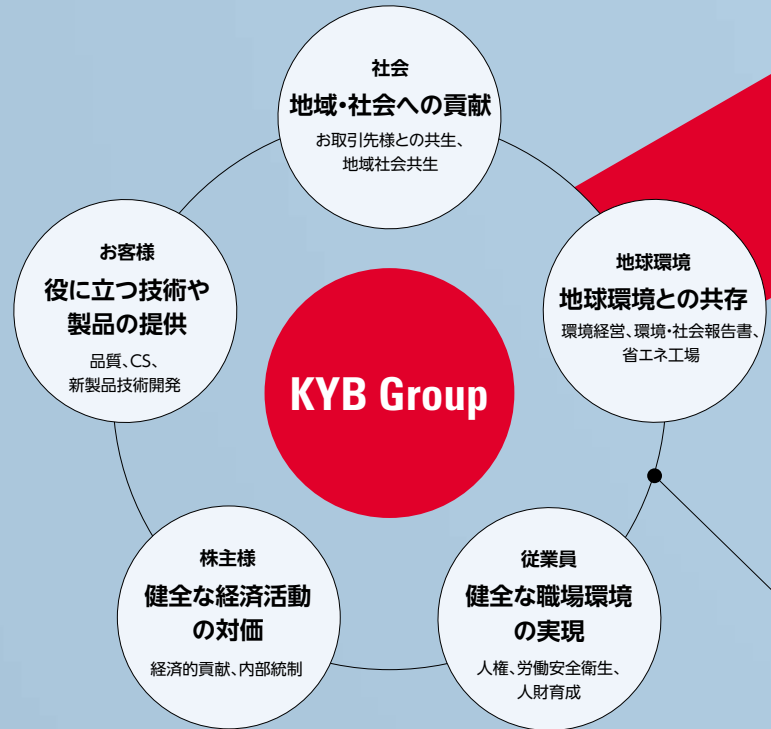 社会
地域・社会への貢献
お取引先様との共生、
地域社会共生
お客様
役に立つ技術や
製品の提供
品質、CS、
新製品技術開発
地球環境
地球環境との共存
環境経営、環境・社会報告書、
省エネ工場
KYB Group
株主様
健全な経済活動
の対価
経済的貢献、内部統制
従業員
健全な職場環境
の実現
人権、労働安全衛生、
人財育成